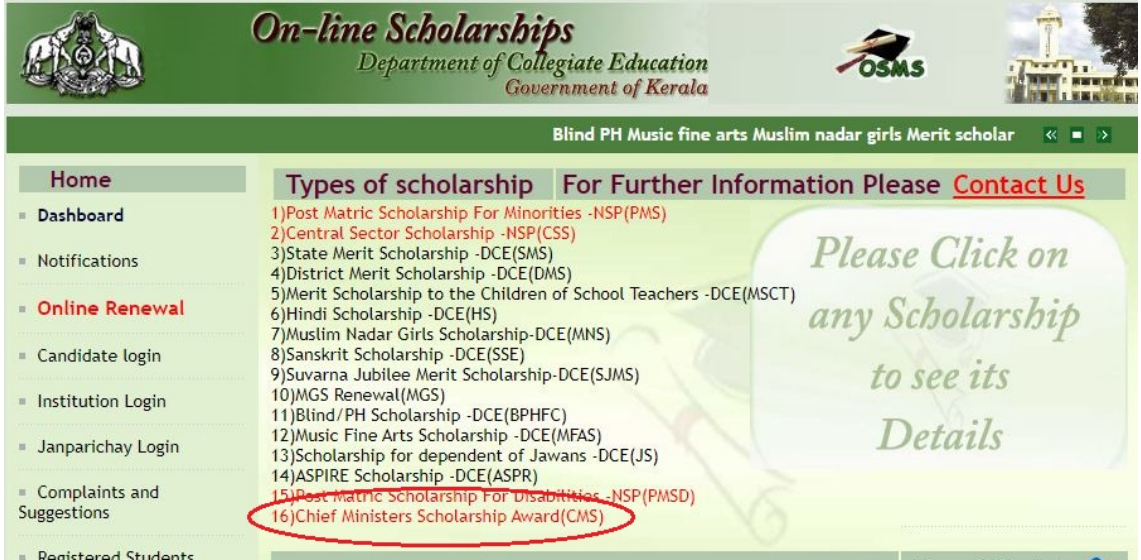 On-line Scholarships
Department of Collegiate Education
Government of Kerala
OSMS
Blind PH Music fine arts Muslim nadar girls Merit scholar
Home
Dashboard
Notifications
Online Renewal
Candidate login
Institution Login
Janparichay Login
Complaints and
Suggestions
Registered Students
Types of scholarship For Further Information Please Contact Us
1)Post Matric Scholarship For Minorities -NSP(PMS)
2)Central Sector Scholarship -NSP(CSS)
3)State Merit Scholarship -DCE(SMS)
4)District Merit Scholarship -DCE(DMS)
5)Merit Scholarship to the Children of School Teachers -DCE(MSCT)
6)Hindi Scholarship -DCE(HS)
7)Muslim Nadar Girls Scholarship-DCE(MNS)
8)Sanskrit Scholarship -DCE(SSE)
9)Suvarna Jubilee Merit Scholarship-DCE(SJMS)
10)MGS Renewal(MGS)
11)Blind/PH Scholarship -DCE(BPHFC)
12)Music Fine Arts Scholarship -DCE(MFAS)
13)Scholarship for dependent of Jawans -DCE(JS)
14)ASPIRE Scholarship -DCE(ASPR)
15)Post Matric Scholarship For Disabilities -NSP(PMSD)
16)Chief Ministers Scholarship Award(CMS)
Please Click on
any Scholarship
to see its
Details